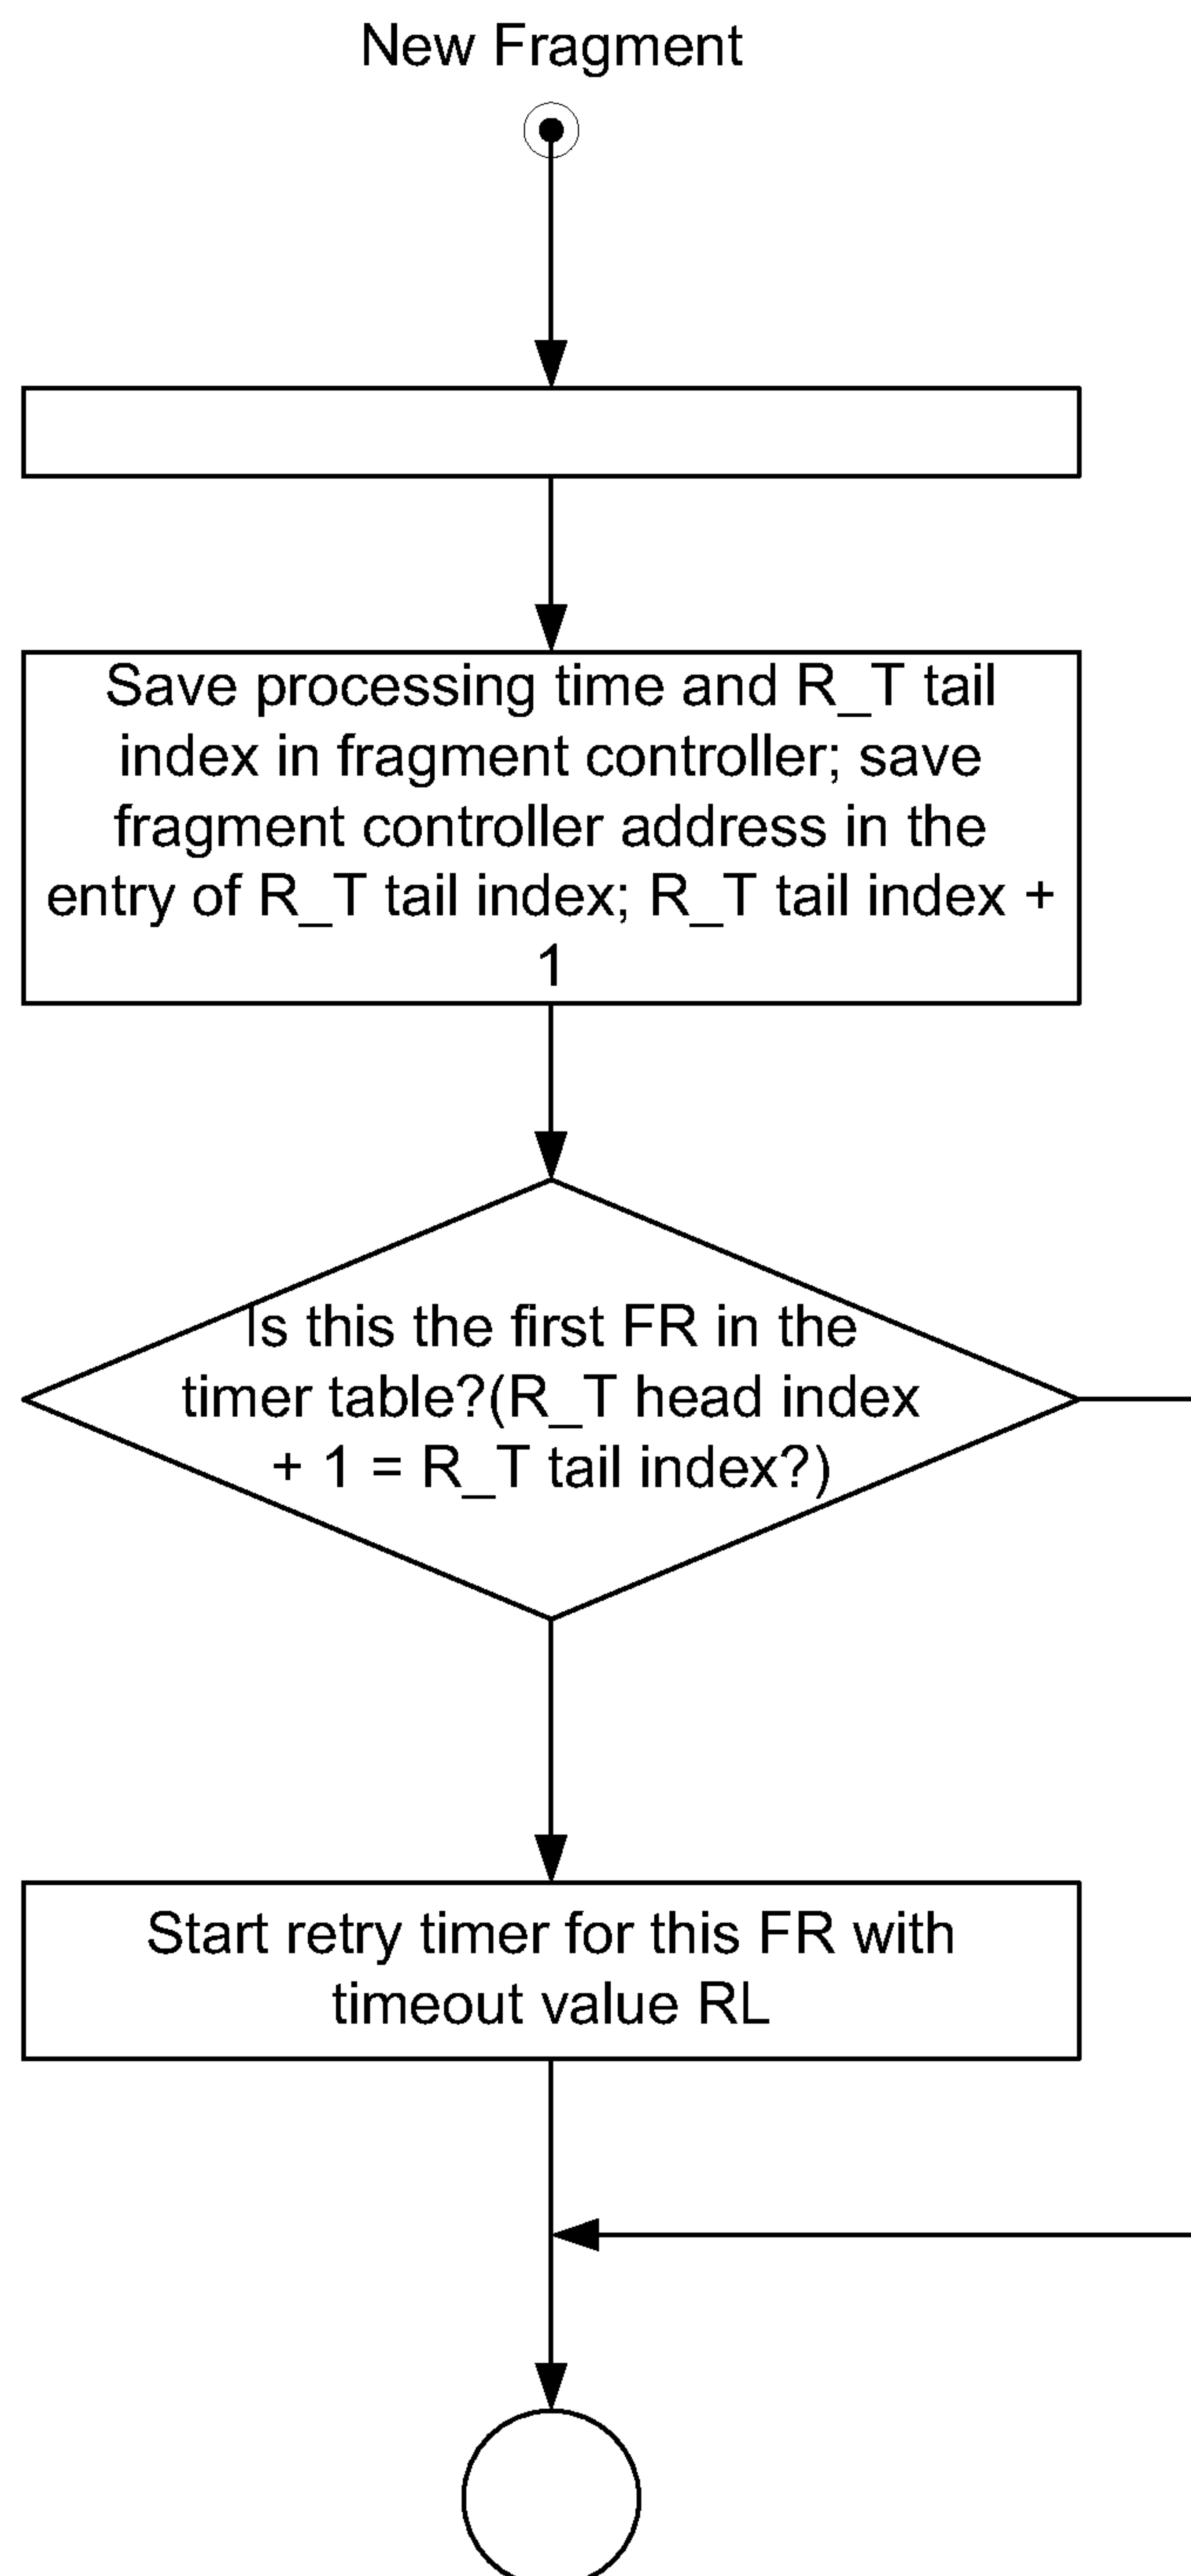 New Fragment
Save processing time and R_T tail
index in fragment controller; save
fragment controller address in the
entry of R_T tail index; R_T tail index +
1
Is this the first FR in the
timer table?(R_T head index
+ 1 = R_T tail index?)
Start retry timer for this FR with
timeout value RL